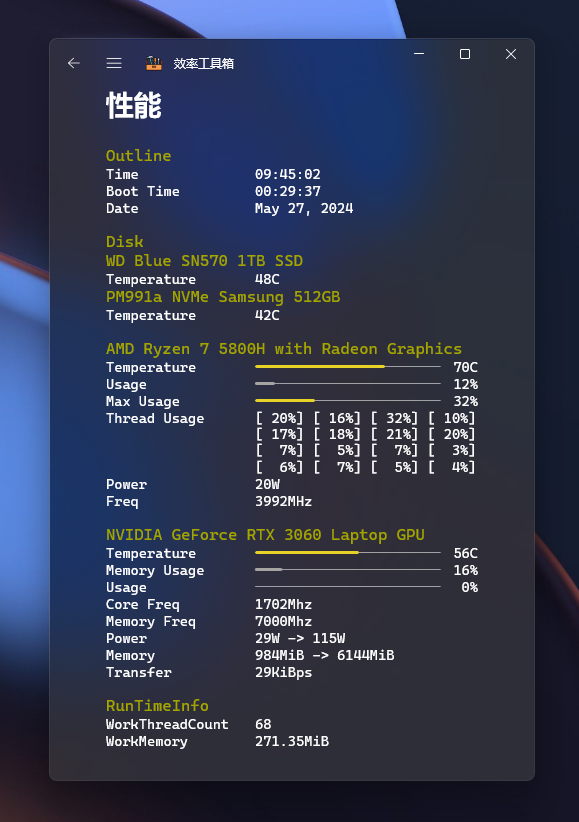 效率工具箱
性能
Outline
Time 09:45:02
Boot Time 00:29:37
Date May 27, 2024
Disk
WD Blue SN570 1TB SSD
Temperature 48C
PM991a NVMe Samsung 512GB
Temperature 42C
AMD Ryzen 7 5800H with Radeon Graphics
Temperature 70C
Usage 12%
Max Usage 32%
Thread Usage [ 20%] [ 16%] [ 32%] [ 10%]
[ 17%] [ 18%] [ 21%] [ 20%]
[  7%] [  5%] [  7%] [  3%]
[  6%] [  7%] [  5%] [  4%]
Power 20W
Freq 3992MHz
NVIDIA GeForce RTX 3060 Laptop GPU
Temperature 56C
Memory Usage 16%
Usage 0%
Core Freq 1702Mhz
Memory Freq 7000Mhz
Power 29W -> 115W
Memory 984MiB -> 6144MiB
Transfer 29KiBps
RunTimeInfo
WorkThreadCount 68
WorkMemory 271.35MiB